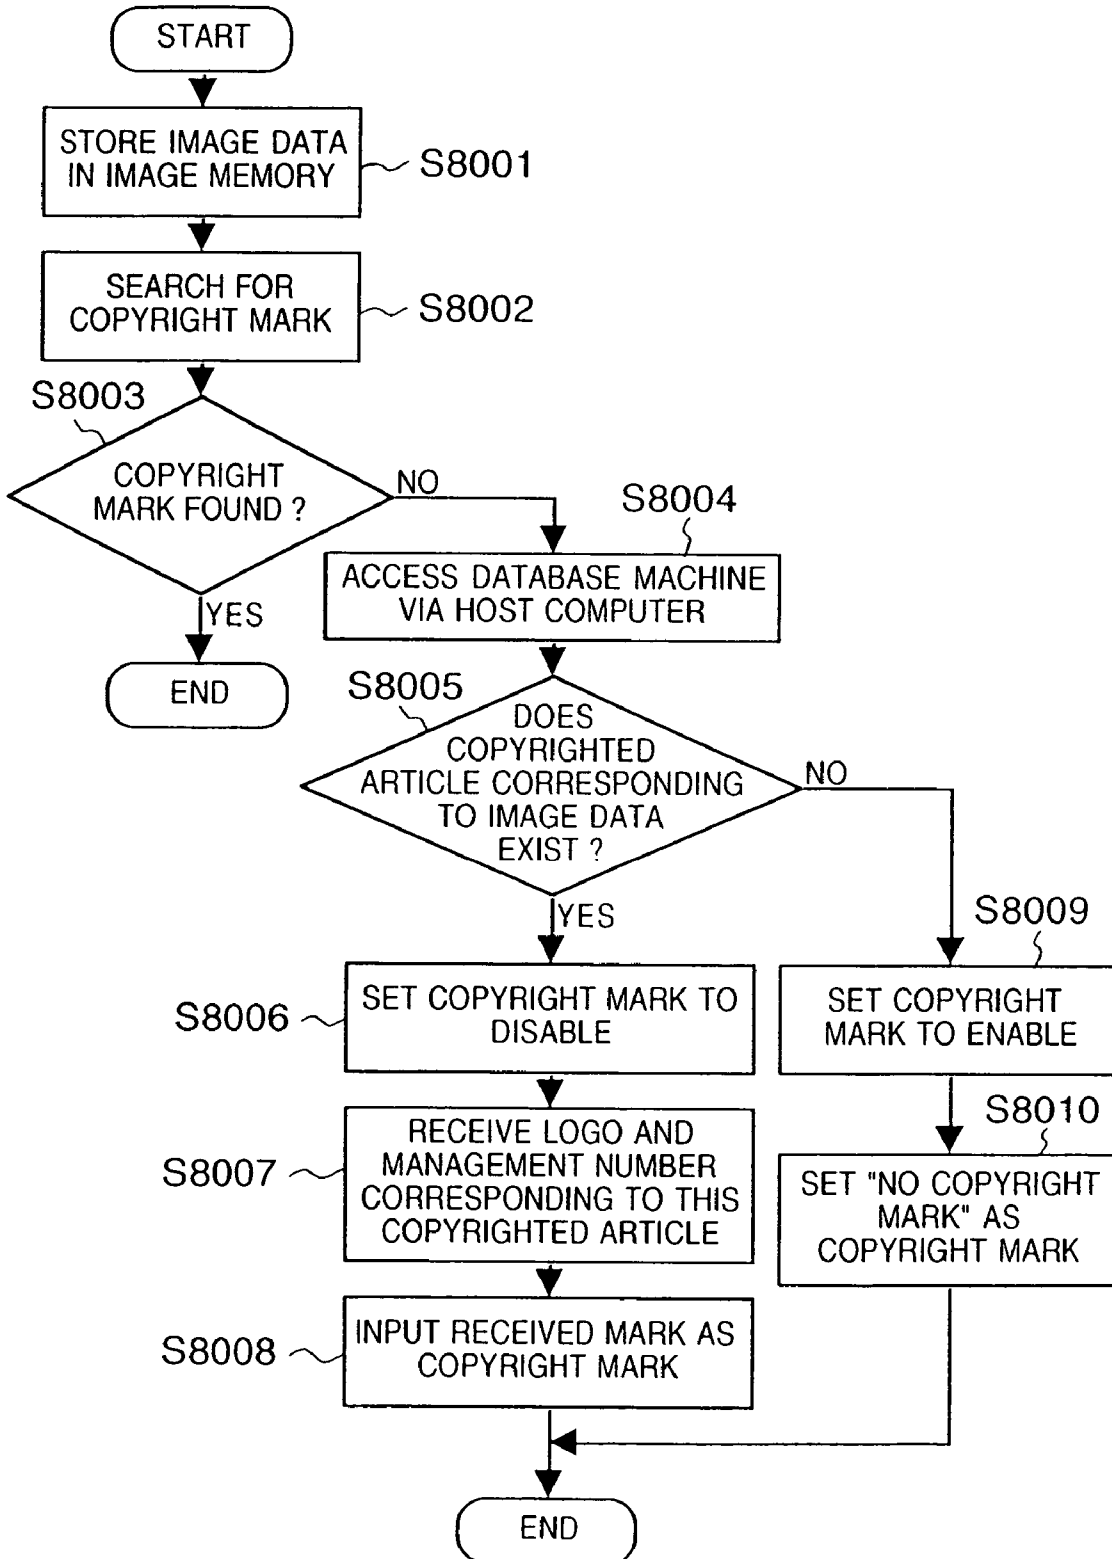 START
STORE IMAGE DATA
IN IMAGE MEMORY
S8001
SEARCH FOR
COPYRIGHT MARK
S8002
S8003
COPYRIGHT
MARK FOUND ?
NO
YES
END
S8004
ACCESS DATABASE MACHINE
VIA HOST COMPUTER
S8005
DOES
COPYRIGHTED
ARTICLE CORRESPONDING
TO IMAGE DATA
EXIST ?
NO
YES
S8006
SET COPYRIGHT MARK TO
DISABLE
S8007
RECEIVE LOGO AND
MANAGEMENT NUMBER
CORRESPONDING TO THIS
COPYRIGHTED ARTICLE
S8008
INPUT RECEIVED MARK AS
COPYRIGHT MARK
S8009
SET COPYRIGHT
MARK TO ENABLE
S8010
SET "NO COPYRIGHT
MARK" AS
COPYRIGHT MARK
END